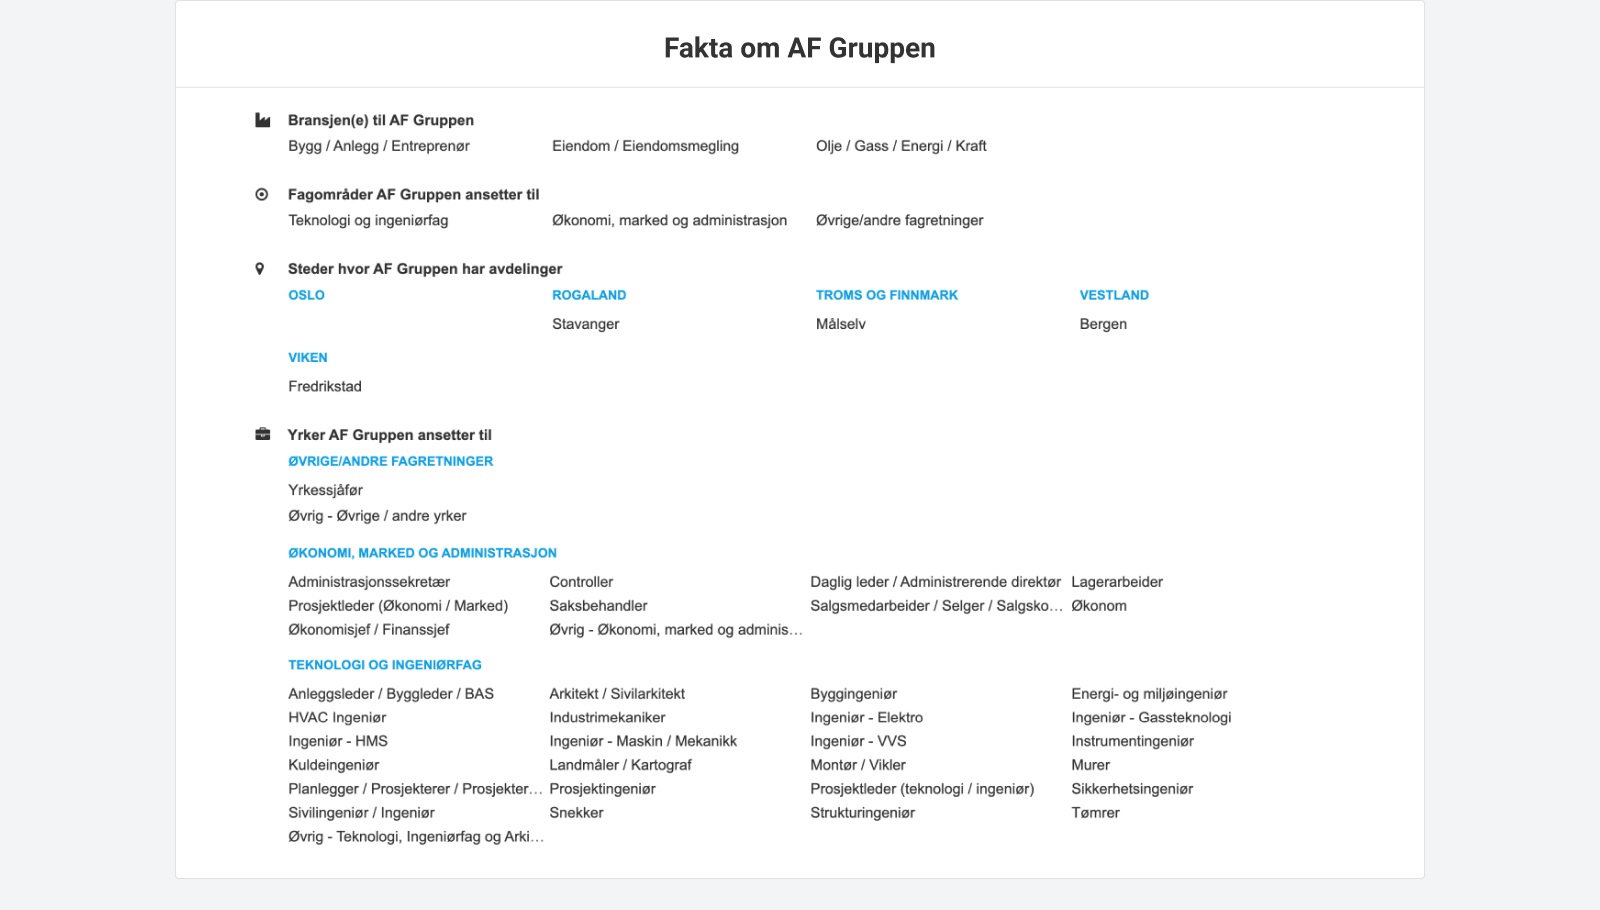 Fakta om AF Gruppen
Bransjen(e) til AF Gruppen
Bygg / Anlegg / Entreprenør Eiendom / Eiendomsmegling Olje / Gass / Energi / Kraft
Fagområder AF Gruppen ansetter til
Teknologi og ingeniørfag Økonomi, marked og administrasjon Øvrige/andre fagretninger
Steder hvor AF Gruppen har avdelinger
OSLO ROGALAND TROMS OG FINNMARK VESTLAND
Stavanger Målselv Bergen
VIKEN
Fredrikstad
Yrker AF Gruppen ansetter til
ØVRIGE/ANDRE FAGRETNINGER
Yrkessjåfør
Øvrig - Øvrige / andre yrker
ØKONOMI, MARKED OG ADMINISTRASJON
Administrasjonssekretær Controller Daglig leder / Administrerende direktør Lagerarbeider
Prosjektleder (Økonomi / Marked) Saksbehandler Salgsmedarbeider / Selger / Salgsko… Økonom
Økonomisjef / Finanssjef Øvrig - Økonomi, marked og adminis…
TEKNOLOGI OG INGENIØRFAG
Anleggsleder / Byggleder / BAS Arkitekt / Sivilarkitekt Byggingeniør Energi- og miljøingeniør
HVAC Ingeniør Industrimekaniker Ingeniør - Elektro Ingeniør - Gassteknologi
Ingeniør - HMS Ingeniør - Maskin / Mekanikk Ingeniør - VVS Instrumentingeniør
Kuldeingeniør Landmåler / Kartograf Montør / Vikler Murer
Planlegger / Prosjekterer / Prosjekter… Prosjektingeniør Prosjektleder (teknologi / ingeniør) Sikkerhetsingeniør
Sivilingeniør / Ingeniør Snekker Strukturingeniør Tømrer
Øvrig - Teknologi, Ingeniørfag og Arki…